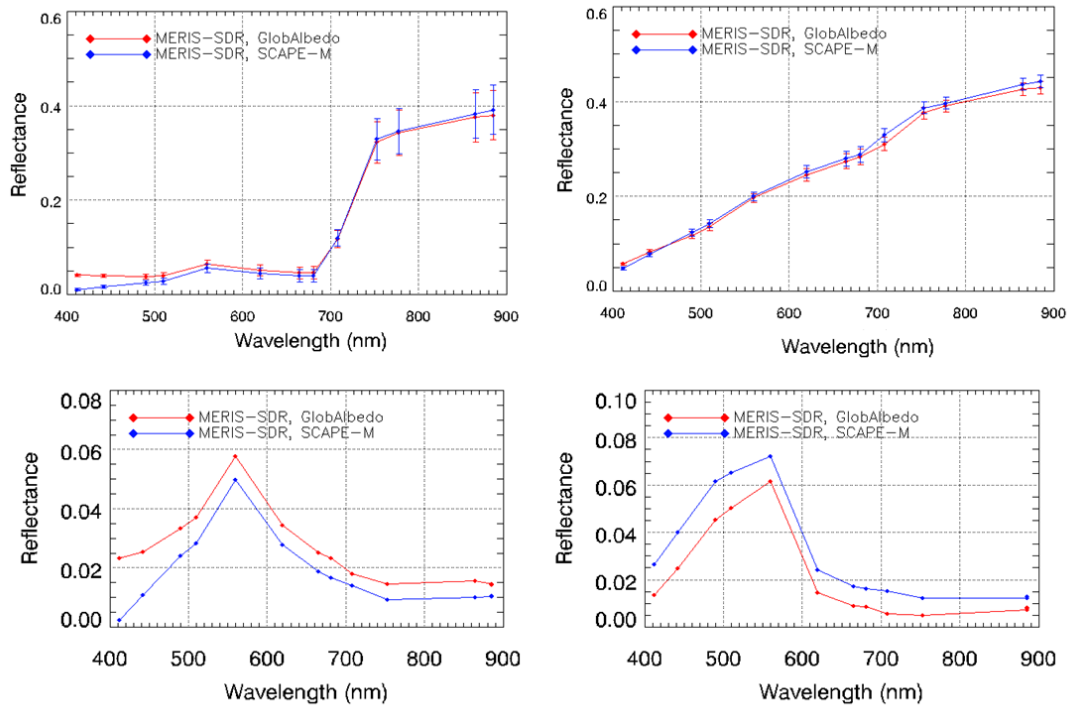 0.6
MERIS-SDR, GlobAlbedo
MERIS-SDR, SCAPE-M
0.4
Reflectance
0.2
0.0
400 500 600 700 800 900
Wavelength (nm)
0.6
MERIS-SDR, GlobAlbedo
MERIS-SDR, SCAPE-M
0.4
Reflectance
0.2
0.0
400 500 600 700 800 900
Wavelength (nm)
0.08
MERIS-SDR, GlobAlbedo
MERIS-SDR, SCAPE-M
0.06
Reflectance
0.04
0.02
0.00
400 500 600 700 800 900
Wavelength (nm)
0.10
MERIS-SDR, GlobAlbedo
MERIS-SDR, SCAPE-M
0.08
0.06
Reflectance
0.04
0.02
0.00
400 500 600 700 800 900
Wavelength (nm)